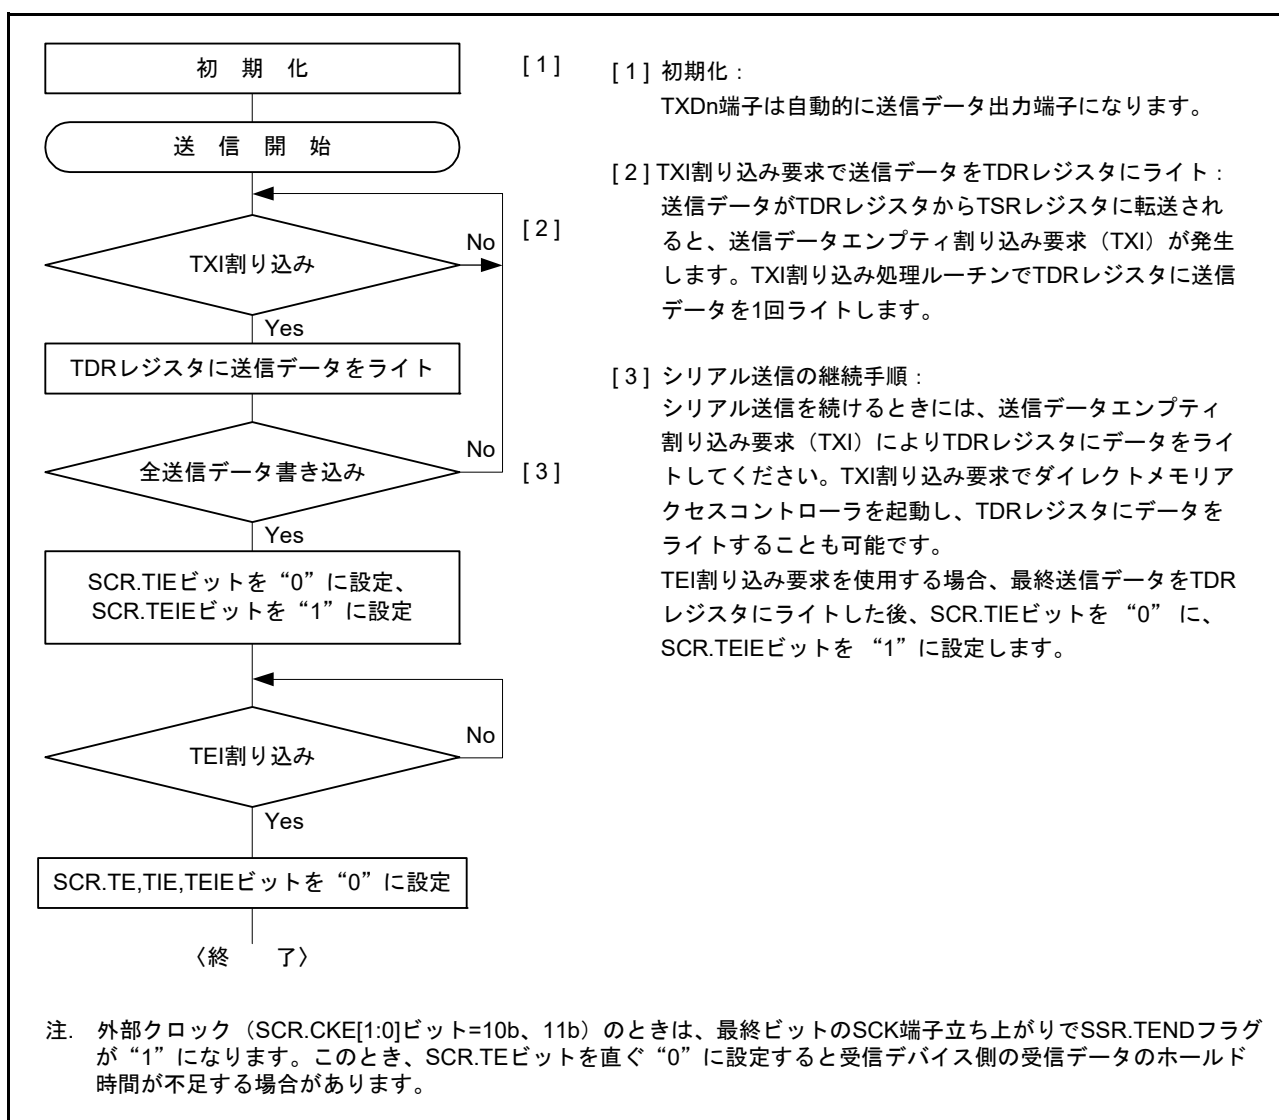 初 期 化
[1]
送 信 開 始
TXI割り込み
No
[2]
Yes
TDRレジスタに送信データをライト
全送信データ書き込み
No
[3]
Yes
SCR.TIEビットを“0”に設定、
SCR.TEIEビットを“1”に設定
TEI割り込み
No
Yes
SCR.TE,TIE,TEIEビットを“0”に設定
〈終 了〉
[1] 初期化：
TXDn端子は自動的に送信データ出力端子になります。
[2] TXI割り込み要求で送信データをTDRレジスタにライト：
送信データがTDRレジスタからTSRレジスタに転送され
ると、送信データエンプティ割り込み要求（TXI）が発生
します。TXI割り込み処理ルーチンでTDRレジスタに送信
データを1回ライトします。
[3] シリアル送信の継続手順：
シリアル送信を続けるときには、送信データエンプティ
割り込み要求（TXI）によりTDRレジスタにデータをライ
トしてください。TXI割り込み要求でダイレクトメモリア
クセスコントローラを起動し、TDRレジスタにデータを
ライトすることも可能です。
TEI割り込み要求を使用する場合、最終送信データをTDR
レジスタにライトした後、SCR.TIEビットを “0” に、
SCR.TEIEビットを “1”に設定します。
注. 外部クロック（SCR.CKE[1:0]ビット=10b、11b）のときは、最終ビットのSCK端子立ち上がりでSSR.TENDフラグ
が“1”になります。このとき、SCR.TEビットを直ぐ“0”に設定すると受信デバイス側の受信データのホールド
時間が不足する場合があります。